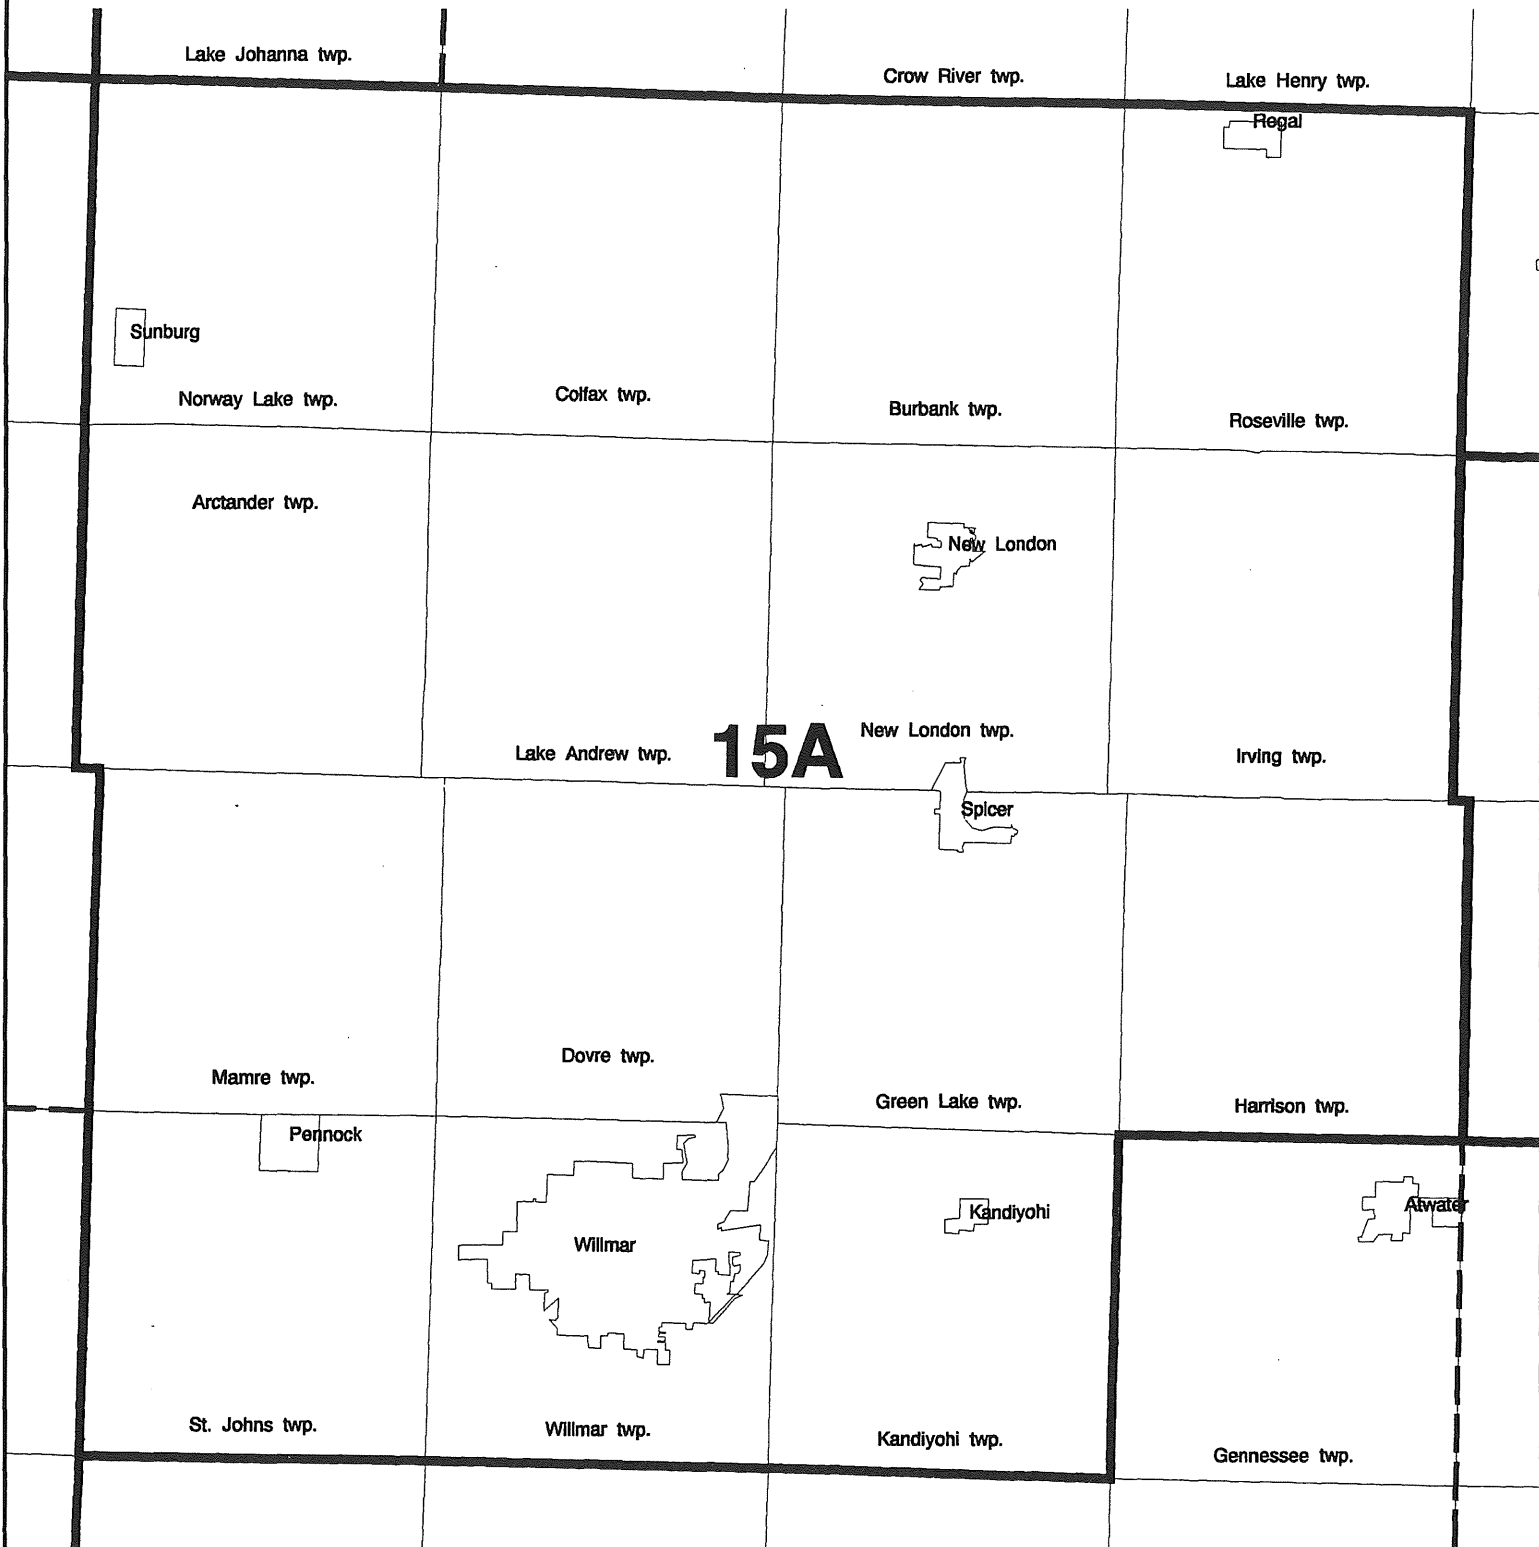 Lake Johanna twp.
Crow River twp.
Lake Henry twp.
Regal
Sunburg
Norway Lake twp.
Colfax twp.
Burbank twp.
Roseville twp.
Arctander twp.
New London
Lake Andrew twp.
15A
New London twp.
Irving twp.
Spicer
Mamre twp.
Dovre twp.
Green Lake twp.
Harrison twp.
Pennock
Willmar
Kandiyohi
Atwater
St. Johns twp.
Willmar twp.
Kandiyohi twp.
Gennessee twp.